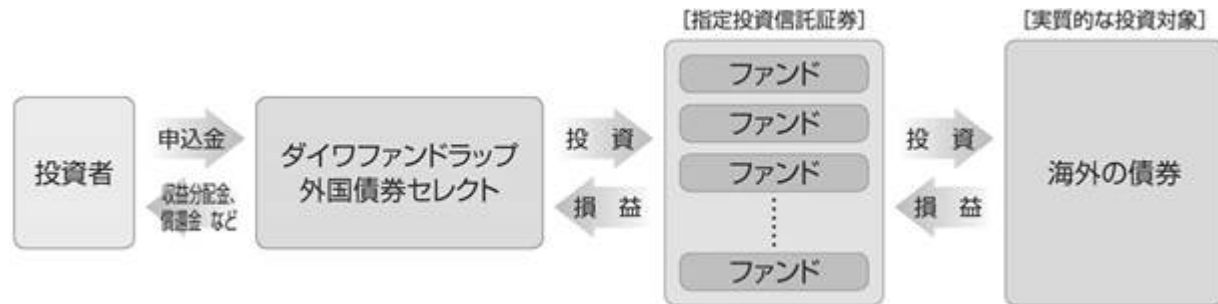 [指定投資信託証券]
[実質的な投資対象]
投資者
申込金
収益分配金、
償還金 など
ダイワファンドラップ
外国債券セレクト
投 資
損 益
ファンド
ファンド
ファンド
ファンド
投 資
損 益
海外の債券